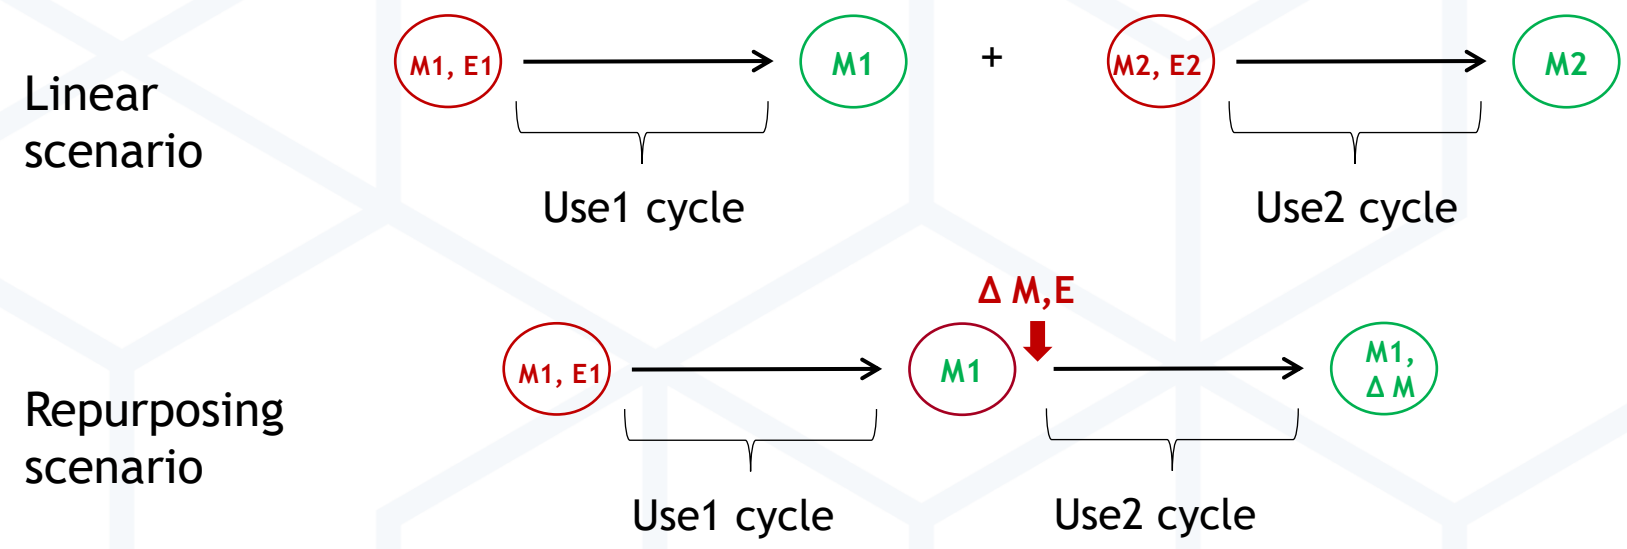 Linear
scenario
M1, E1
M1
+
M2, E2
M2
Use1 cycle
Use2 cycle
Repurposing
scenario
Δ M,E
M1, E1
M1
M1,
Δ M
Use1 cycle
Use2 cycle